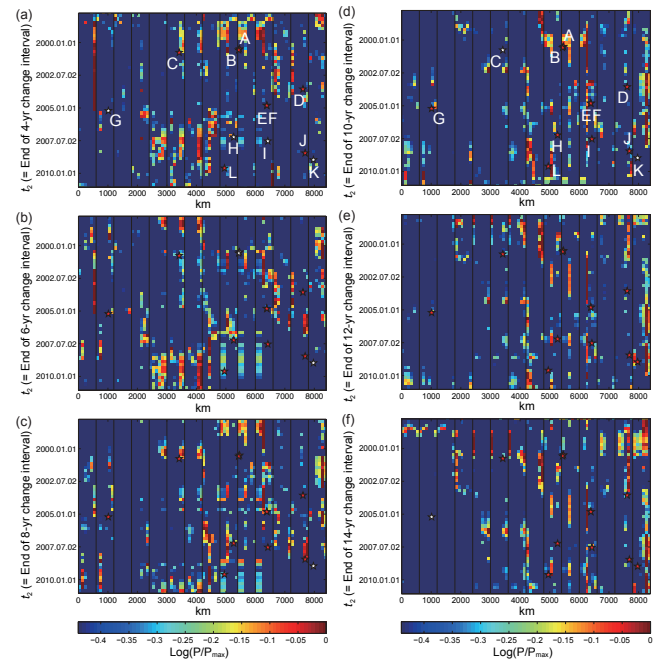 (a)
t₂ (= End of 4-yr change interval)
2000.01.01
2002.07.02
2005.01.01
2007.07.02
2010.01.01
A
B
C
D
G
EF
H
I
J
L
K
0 1000 2000 3000 4000 5000 6000 7000 8000
km
(d)
t₂ (= End of 10-yr change interval)
2000.01.01
2002.07.02
2005.01.01
2007.07.02
2010.01.01
A
B
C
D
G
EF
H
I
J
L
K
0 1000 2000 3000 4000 5000 6000 7000 8000
km
(b)
t₂ (= End of 6-yr change interval)
2000.01.01
2002.07.02
2005.01.01
2007.07.02
2010.01.01
0 1000 2000 3000 4000 5000 6000 7000 8000
km
(e)
t₂ (= End of 12-yr change interval)
2000.01.01
2002.07.02
2005.01.01
2007.07.02
2010.01.01
0 1000 2000 3000 4000 5000 6000 7000 8000
km
(c)
t₂ (= End of 8-yr change interval)
2000.01.01
2002.07.02
2005.01.01
2007.07.02
2010.01.01
0 1000 2000 3000 4000 5000 6000 7000 8000
km
(f)
t₂ (= End of 14-yr change interval)
2000.01.01
2002.07.02
2005.01.01
2007.07.02
2010.01.01
0 1000 2000 3000 4000 5000 6000 7000 8000
km
−0.4 −0.35 −0.3 −0.25 −0.2 −0.15 −0.1 −0.05 0
Log(P/Pmax)
−0.4 −0.35 −0.3 −0.25 −0.2 −0.15 −0.1 −0.05 0
Log(P/Pmax)